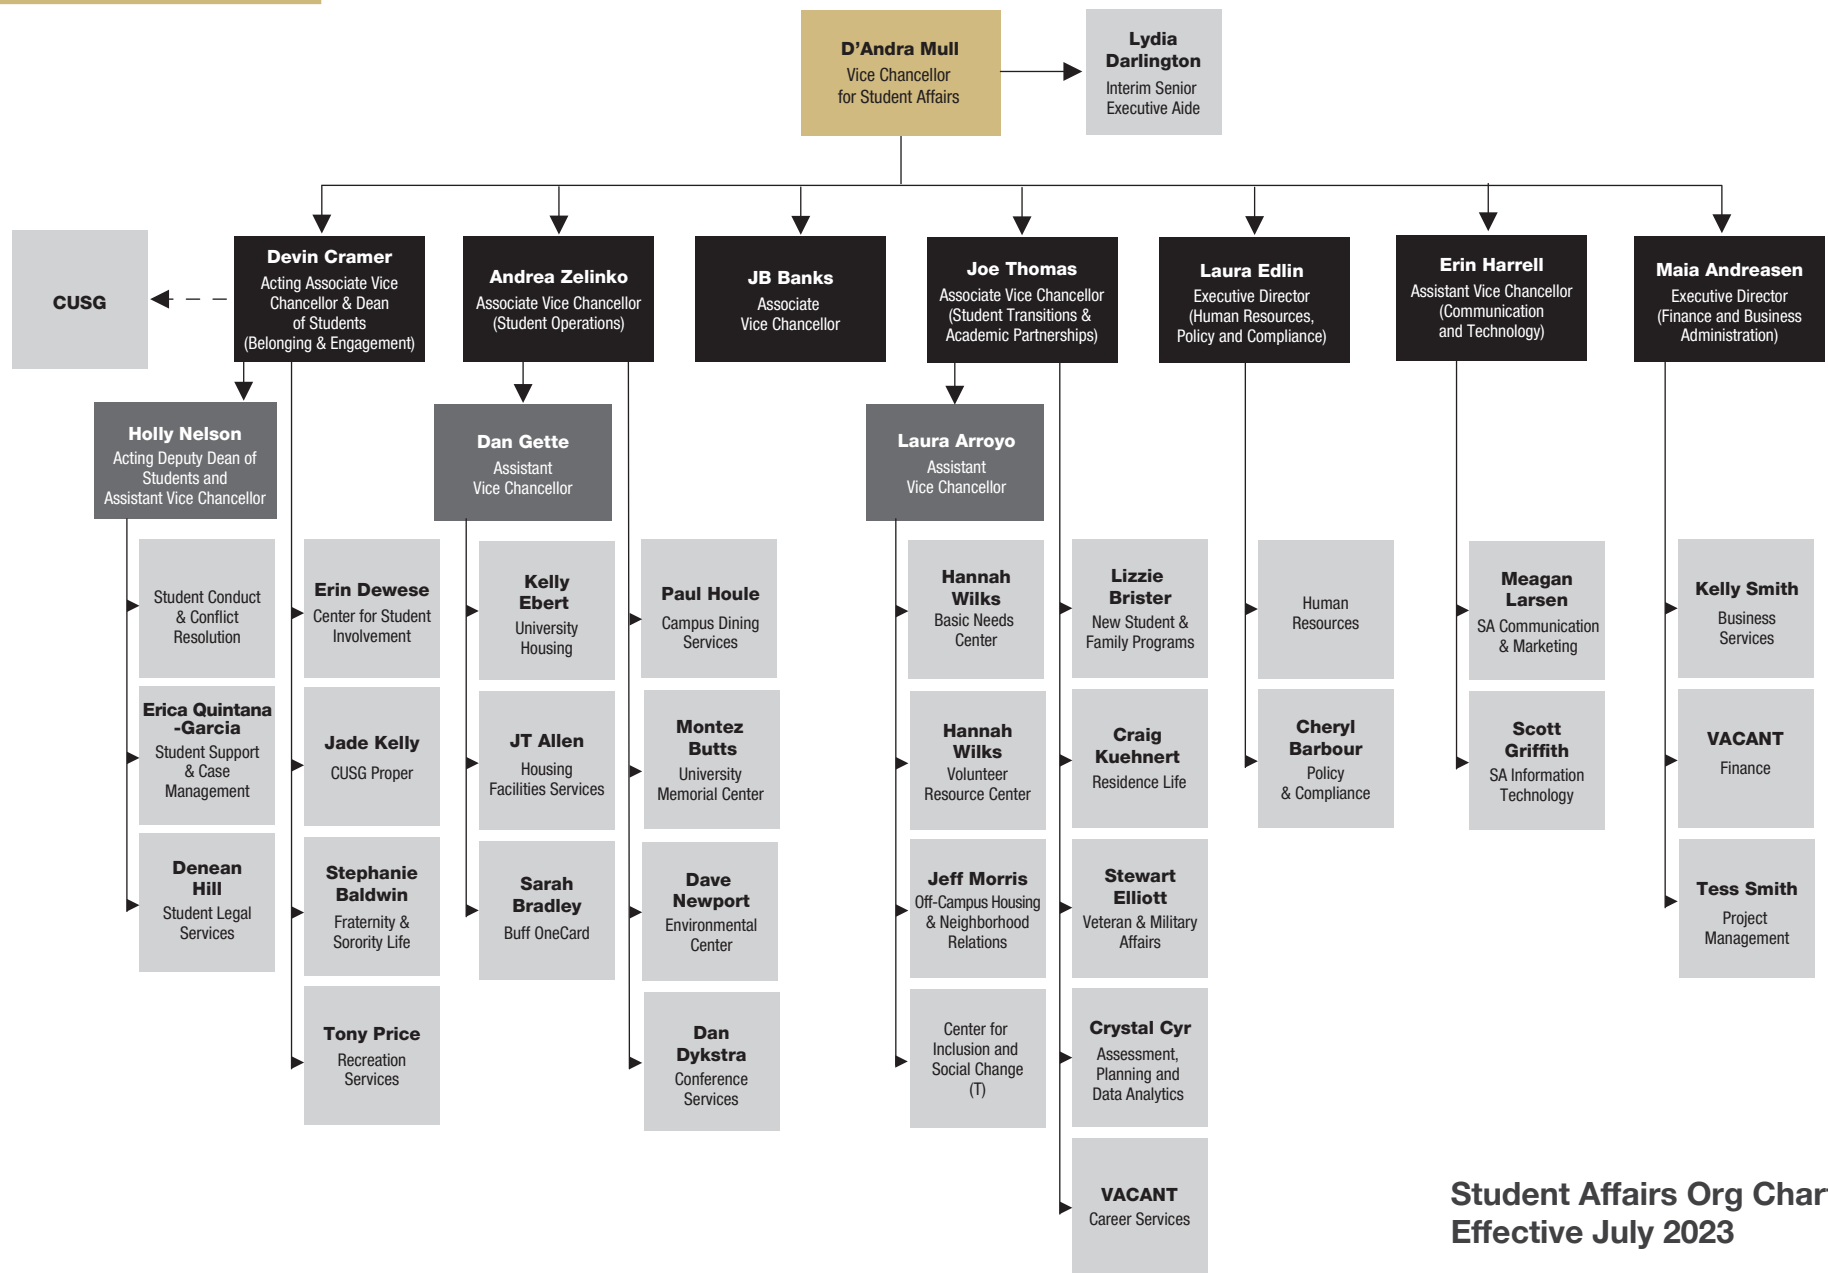 D'Andra Mull
Vice Chancellor
for Student Affairs
Lydia
Darlington
Interim Senior
Executive Aide
CUSG
Devin Cramer
Acting Associate Vice
Chancellor & Dean
of Students
(Belonging & Engagement)
Andrea Zelinko
Associate Vice Chancellor
(Student Operations)
JB Banks
Associate
Vice Chancellor
Joe Thomas
Associate Vice Chancellor
(Student Transitions &
Academic Partnerships)
Laura Edlin
Executive Director
(Human Resources,
Policy and Compliance)
Erin Harrell
Assistant Vice Chancellor
(Communication
and Technology)
Maia Andreasen
Executive Director
(Finance and Business
Administration)
Holly Nelson
Acting Deputy Dean of
Students and
Assistant Vice Chancellor
Dan Gette
Assistant
Vice Chancellor
Laura Arroyo
Assistant
Vice Chancellor
Student Conduct
& Conflict
Resolution
Erin Dewese
Center for Student
Involvement
Kelly
Ebert
University
Housing
Paul Houle
Campus Dining
Services
Hannah
Wilks
Basic Needs
Center
Lizzie
Brister
New Student &
Family Programs
Human
Resources
Meagan
Larsen
SA Communication
& Marketing
Kelly Smith
Business
Services
Erica Quintana
-Garcia
Student Support
& Case
Management
Jade Kelly
CUSG Proper
JT Allen
Housing
Facilities Services
Montez
Butts
University
Memorial Center
Hannah
Wilks
Volunteer
Resource Center
Craig
Kuehnert
Residence Life
Cheryl
Barbour
Policy
& Compliance
Scott
Griffith
SA Information
Technology
VACANT
Finance
Denean
Hill
Student Legal
Services
Stephanie
Baldwin
Fraternity &
Sorority Life
Sarah
Bradley
Buff OneCard
Dave
Newport
Environmental
Center
Jeff Morris
Off-Campus Housing
& Neighborhood
Relations
Stewart
Elliott
Veteran & Military
Affairs
Tess Smith
Project
Management
Tony Price
Recreation
Services
Dan
Dykstra
Conference
Services
Center for
Inclusion and
Social Change
(T)
Crystal Cyr
Assessment,
Planning and
Data Analytics
VACANT
Career Services
Student Affairs Org Chart
Effective July 2023